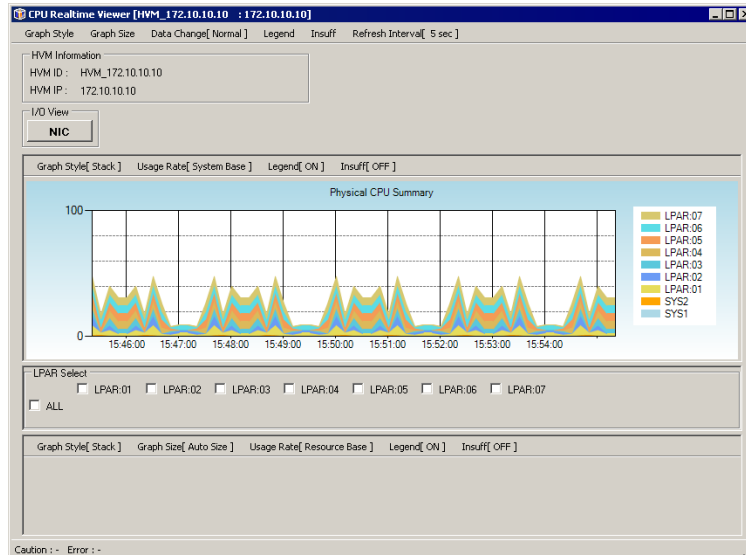 CPU Realtime Viewer [HVM_172.10.10.10 : 172.10.10.10]
Graph Style Graph Size Data Change[ Normal ] Legend Insuff Refresh Interval[ 5 sec ]
HVM Information
HVM ID : HVM_172.10.10.10
HVM IP : 172.10.10.10
I/O View
NIC
Graph Style[ Stack ] Usage Rate[ System Base ] Legend[ ON ] Insuff[ OFF ]
Physical CPU Summary
100
0
15:46:00 15:47:00 15:48:00 15:49:00 15:50:00 15:51:00 15:52:00 15:53:00 15:54:00
LPAR:07
LPAR:06
LPAR:05
LPAR:04
LPAR:03
LPAR:02
LPAR:01
SYS2
SYS1
LPAR Select
LPAR:01 LPAR:02 LPAR:03 LPAR:04 LPAR:05 LPAR:06 LPAR:07
ALL
Graph Style[ Stack ] Graph Size[ Auto Size ] Usage Rate[ Resource Base ] Legend[ ON ] Insuff[ OFF ]
Caution : - Error : -